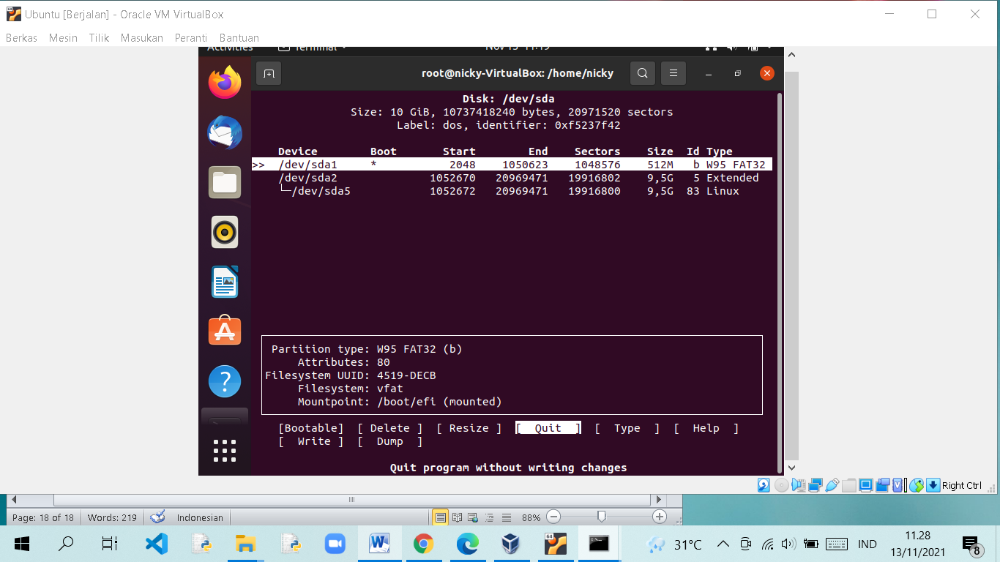 Ubuntu [Berjalan] - Oracle VM VirtualBox
Berkas Mesin Tilik Masukan Peranti Bantuan
Activities Terminal Nov 13 11:19
root@nicky-VirtualBox: /home/nicky
Disk: /dev/sda
Size: 10 GiB, 10737418240 bytes, 20971520 sectors
Label: dos, identifier: 0xf5237f42
Device Boot Start End Sectors Size Id Type
>> /dev/sda1 * 2048 1050623 1048576 512M b W95 FAT32
/dev/sda2 1052670 20969471 19916802 9,5G 5 Extended
└─/dev/sda5 1052672 20969471 19916800 9,5G 83 Linux
Partition type: W95 FAT32 (b)
Attributes: 80
Filesystem UUID: 4519-DECB
Filesystem: vfat
Mountpoint: /boot/efi (mounted)
[Bootable] [ Delete ] [ Resize ] [ Quit ] [ Type ] [ Help ]
[ Write ] [ Dump ]
Quit program without writing changes
Right Ctrl
Page: 18 of 18 Words: 219 Indonesian 88%
31°C IND 11.28
13/11/2021 8